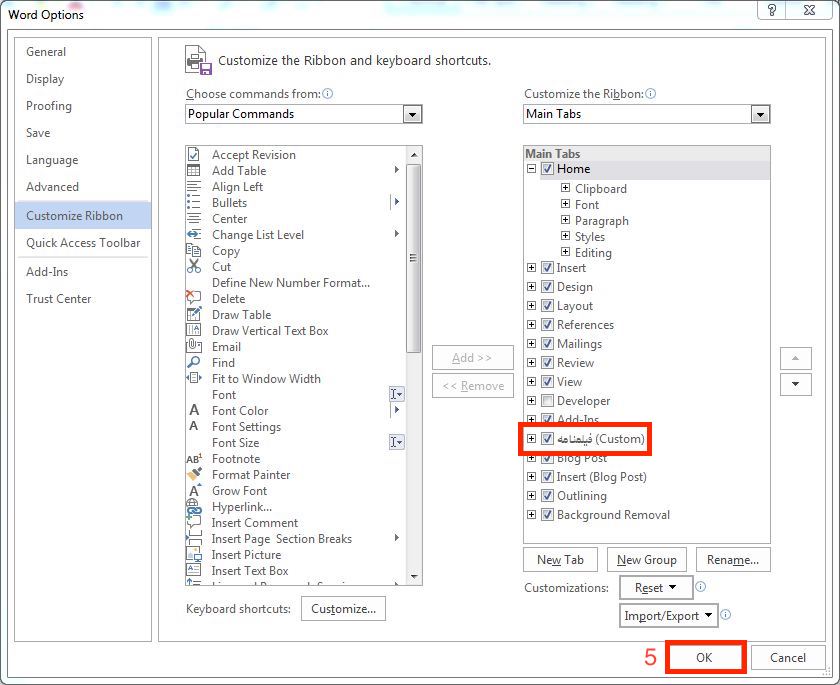 Word Options
General
Display
Proofing
Save
Language
Advanced
Customize Ribbon
Quick Access Toolbar
Add-Ins
Trust Center
Customize the Ribbon and keyboard shortcuts.
Choose commands from:
Popular Commands
Accept Revision
Add Table
Align Left
Bullets
Center
Change List Level
Copy
Cut
Define New Number Format...
Delete
Draw Table
Draw Vertical Text Box
Email
Find
Fit to Window Width
Font
Font Color
Font Settings
Font Size
Footnote
Format Painter
Grow Font
Hyperlink...
Insert Comment
Insert Page  Section Breaks
Insert Picture
Insert Text Box
Keyboard shortcuts:
Customize...
Add >>
<< Remove
Customize the Ribbon:
Main Tabs
Main Tabs
Home
Clipboard
Font
Paragraph
Styles
Editing
Insert
Design
Layout
References
Mailings
Review
View
Developer
Add-Ins
فیلمنامه (Custom)
Blog Post
Insert (Blog Post)
Outlining
Background Removal
New Tab
New Group
Rename...
Customizations:
Reset
Import/Export
5
OK
Cancel